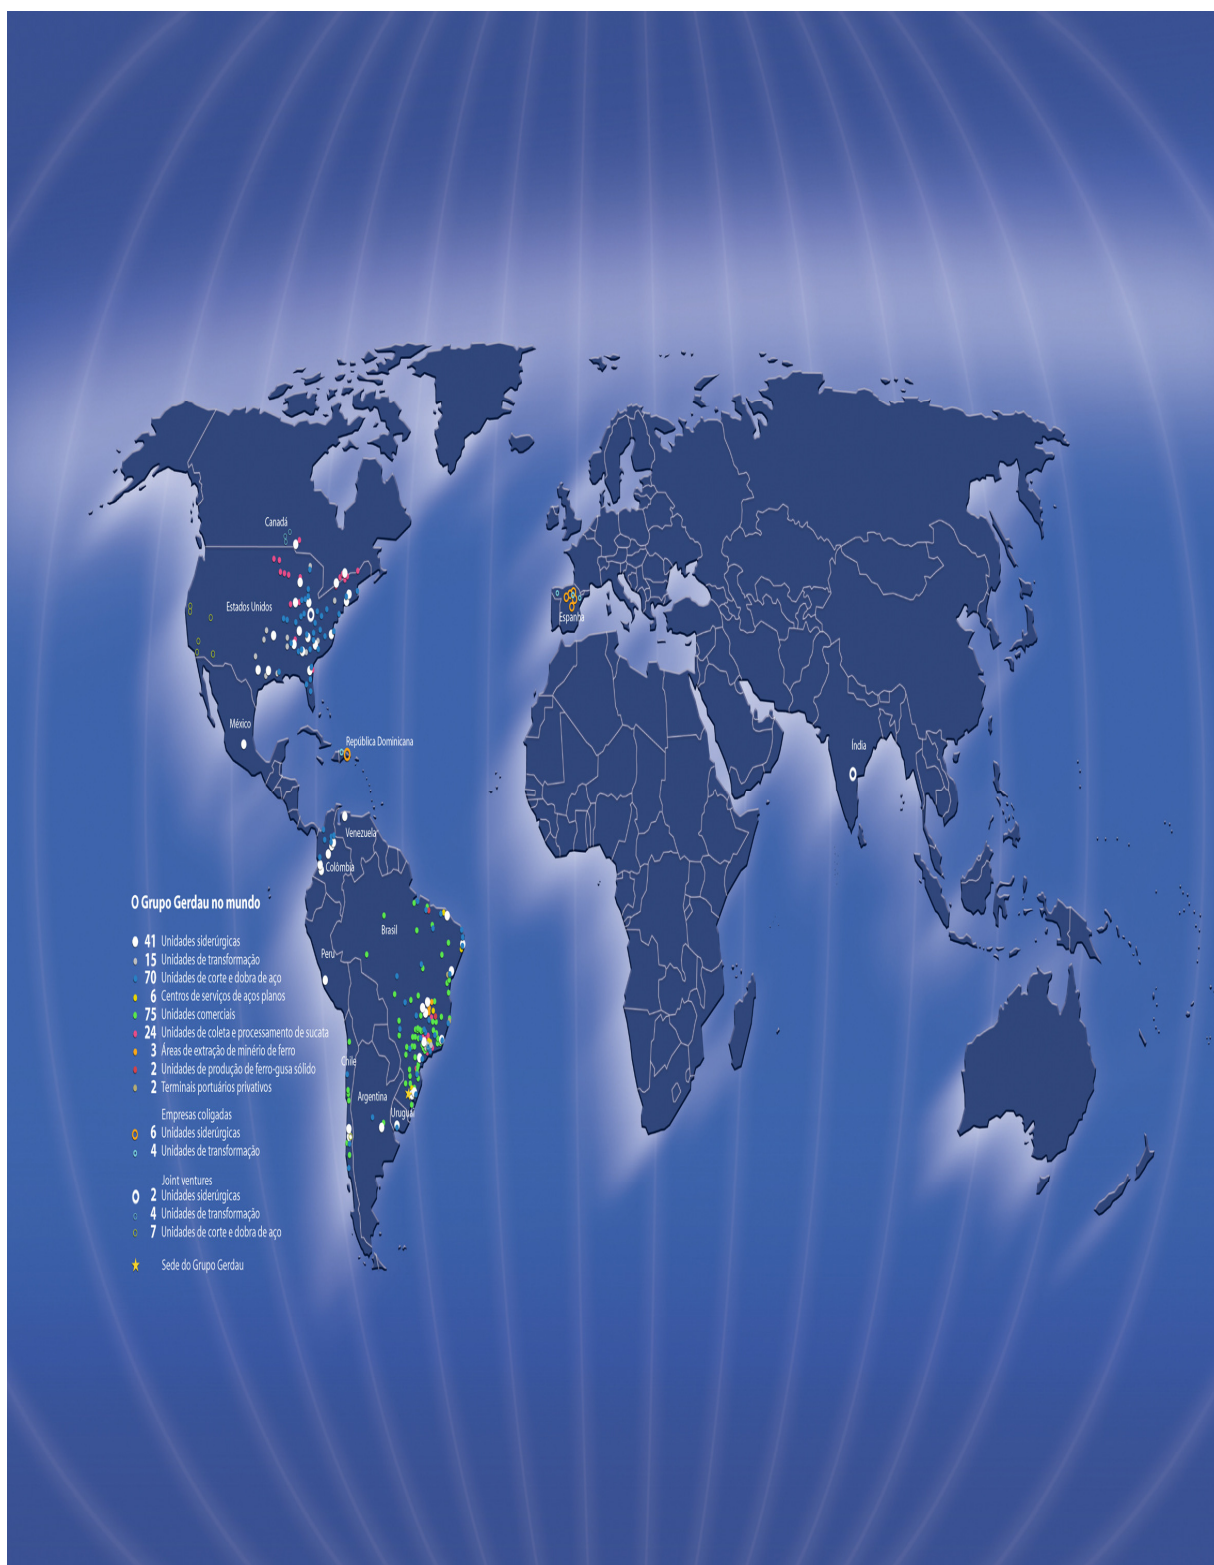 Canadá
Estados Unidos
México
República Dominicana
Venezuela
Colômbia
Brasil
Peru
Chile
Argentina
Uruguai
Espanha
Índia
O Grupo Gerdau no mundo
41 Unidades siderúrgicas
15 Unidades de transformação
70 Unidades de corte e dobra de aço
6 Centros de serviços de aços planos
75 Unidades comerciais
24 Unidades de coleta e processamento de sucata
3 Áreas de extração de minério de ferro
2 Unidades de produção de ferro-gusa sólido
2 Terminais portuários privativos
Empresas coligadas
6 Unidades siderúrgicas
4 Unidades de transformação
Joint ventures
2 Unidades siderúrgicas
4 Unidades de transformação
7 Unidades de corte e dobra de aço
Sede do Grupo Gerdau